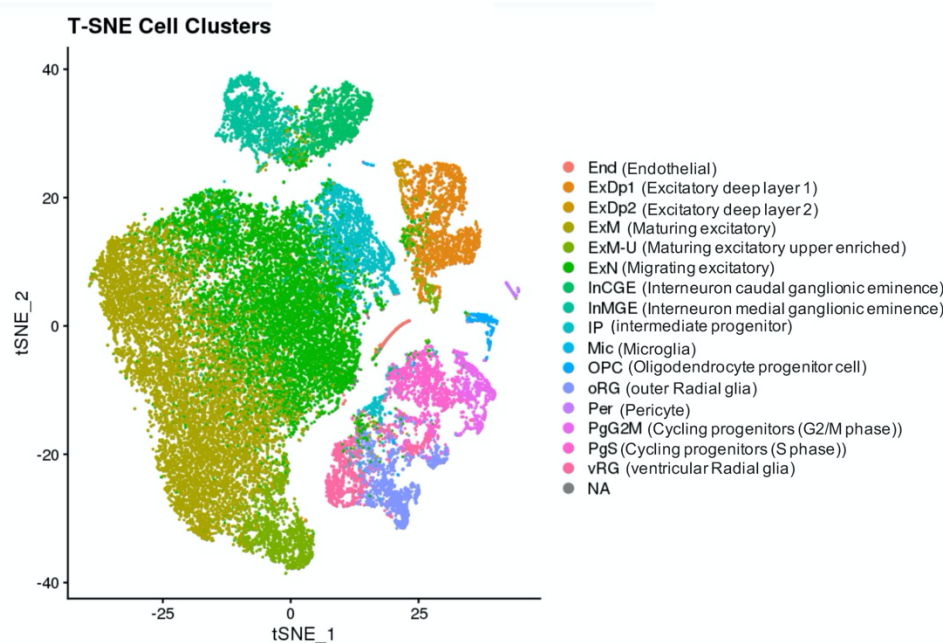 T-SNE Cell Clusters
40
20
0
-20
-40
tSNE_2
-25
0
25
tSNE_1
End (Endothelial)
ExDp1 (Excitatory deep layer 1)
ExDp2 (Excitatory deep layer 2)
ExM (Maturing excitatory)
ExM-U (Maturing excitatory upper enriched)
ExN (Migrating excitatory)
InCGE (Interneuron caudal ganglionic eminence)
InMGE (Interneuron medial ganglionic eminence)
IP (intermediate progenitor)
Mic (Microglia)
OPC (Oligodendrocyte progenitor cell)
oRG (outer Radial glia)
Per (Pericyte)
PgG2M (Cycling progenitors (G2/M phase))
PgS (Cycling progenitors (S phase))
vRG (ventricular Radial glia)
NA